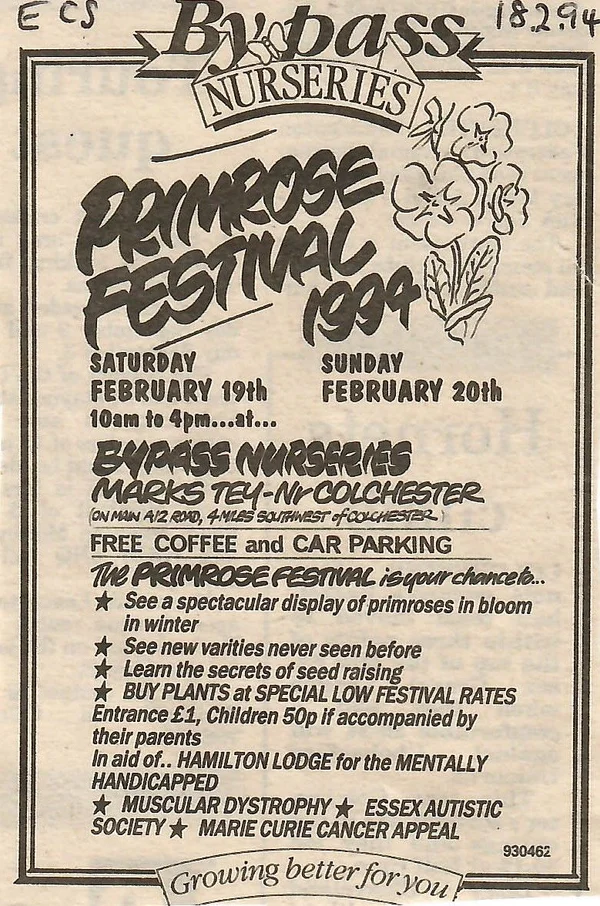 E CS 18.2.94
Bypass
NURSERIES
PRIMROSE
FESTIVAL
1994
SATURDAY SUNDAY
FEBRUARY 19th FEBRUARY 20th
10am to 4pm...at...
BYPASS NURSERIES
MARKS TEY-Nr COLCHESTER
(ON MAIN A12 ROAD, 4 MILES SOUTHWEST of COLCHESTER)
FREE COFFEE and CAR PARKING
The PRIMROSE FESTIVAL is your chance to...
★ See a spectacular display of primroses in bloom
in winter
★ See new varities never seen before
★ Learn the secrets of seed raising
★ BUY PLANTS at SPECIAL LOW FESTIVAL RATES
Entrance £1, Children 50p if accompanied by
their parents
In aid of.. HAMILTON LODGE for the MENTALLY
HANDICAPPED
★ MUSCULAR DYSTROPHY ★ ESSEX AUTISTIC
SOCIETY ★ MARIE CURIE CANCER APPEAL
930462
Growing better for you